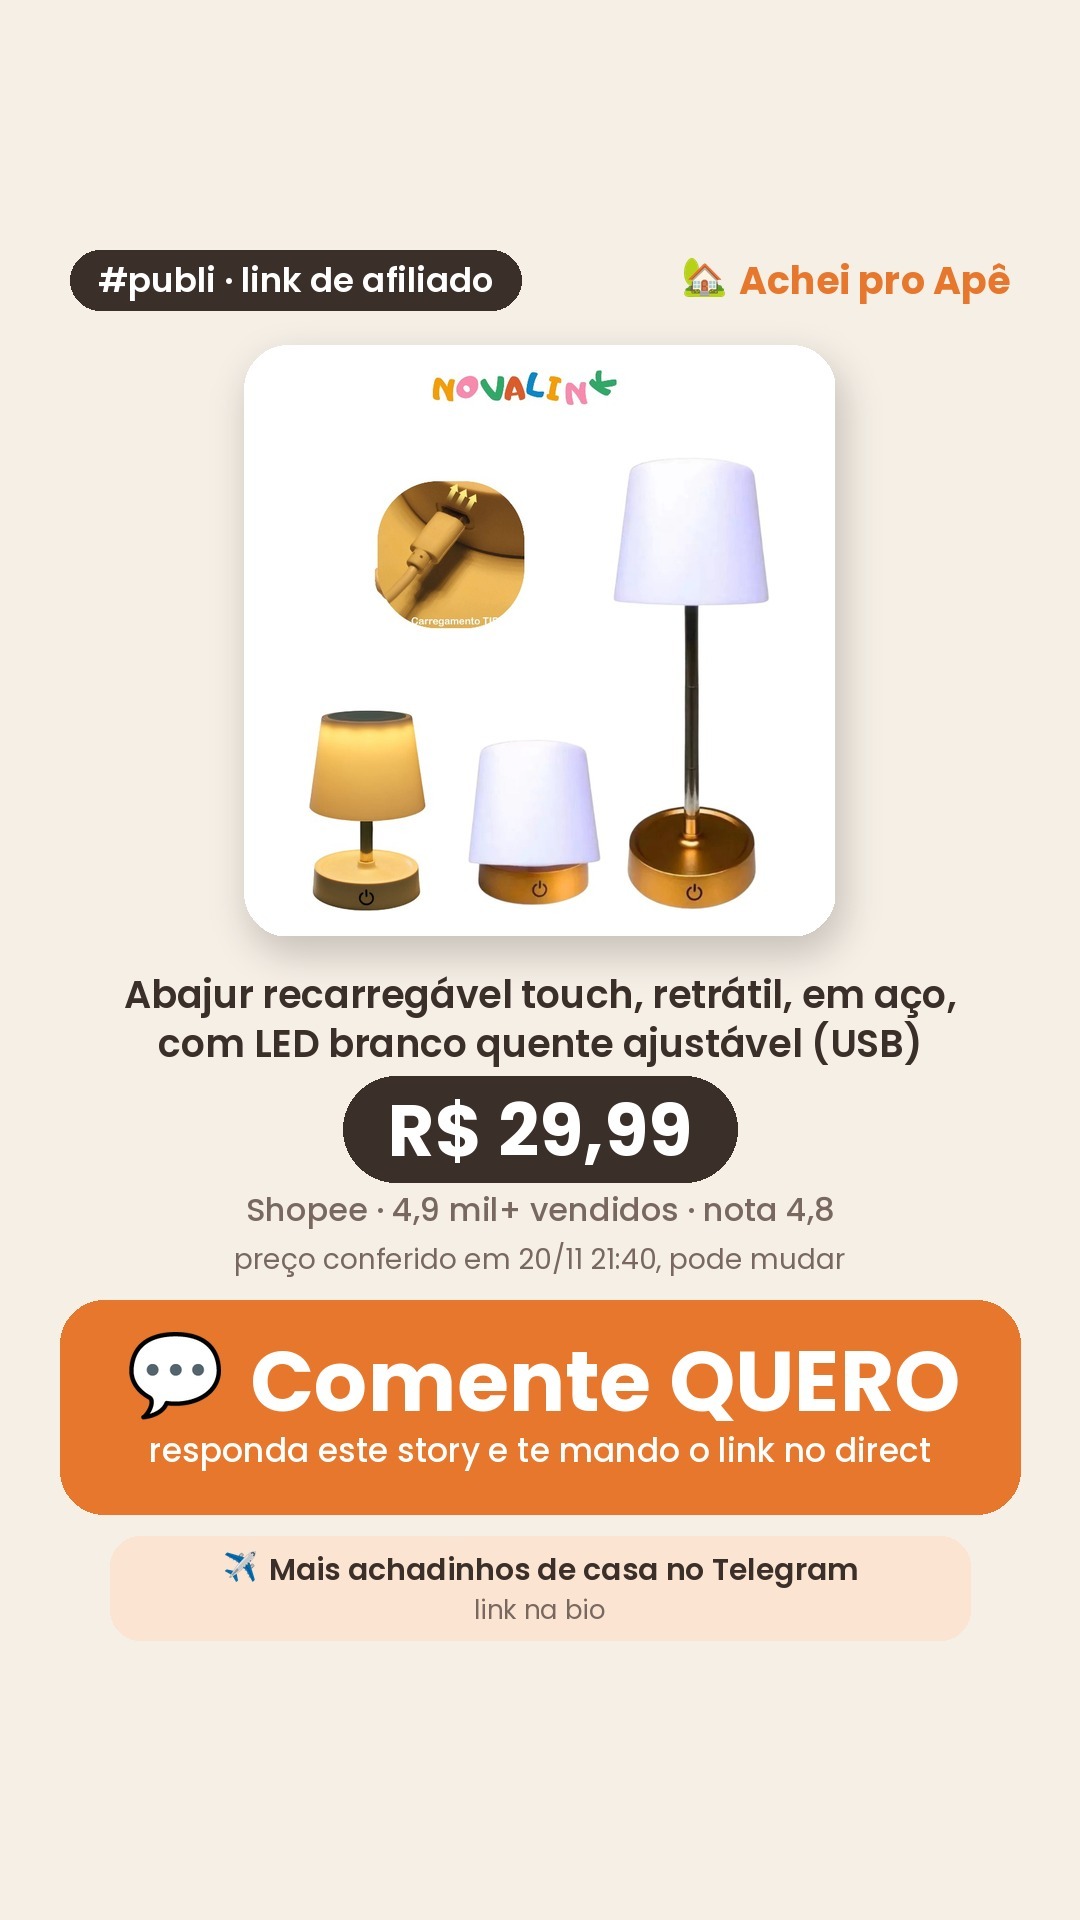 #publi · link de afiliado
🏡 Achei pro Apê
NOVALINK
Carregamento
Abajur recarregável touch, retrátil, em aço,
com LED branco quente ajustável (USB)
R$ 29,99
Shopee · 4,9 mil+ vendidos · nota 4,8
preço conferido em 20/11 21:40, pode mudar
💬 Comente QUERO
responda este story e te mando o link no direct
✈️ Mais achadinhos de casa no Telegram
link na bio